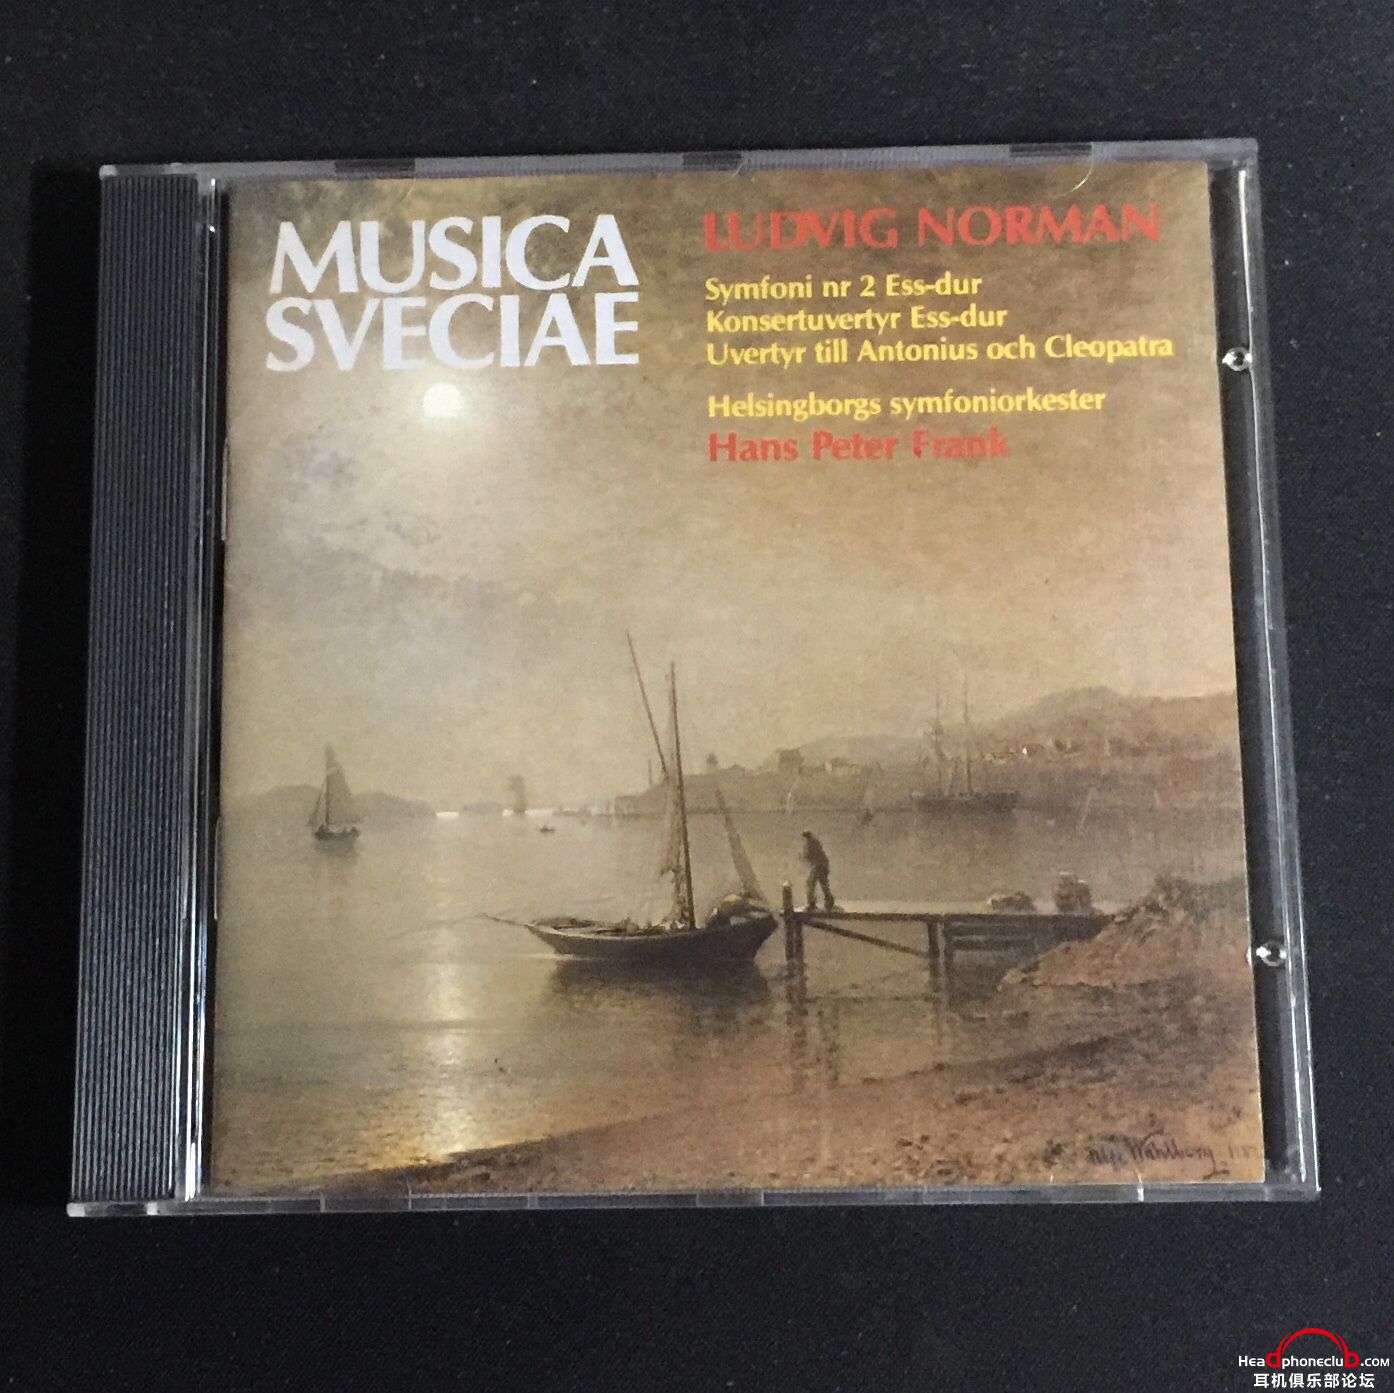 MUSICA
SVECIAE
LUDVIG NORMAN
Symfoni nr 2 Ess-dur
Konsertuvertyr Ess-dur
Uvertyr till Antonius och Cleopatra
Helsingborgs symfoniorkester
Hans Peter Frank
Wahlberg
Headphoneclub.com
耳机俱乐部论坛